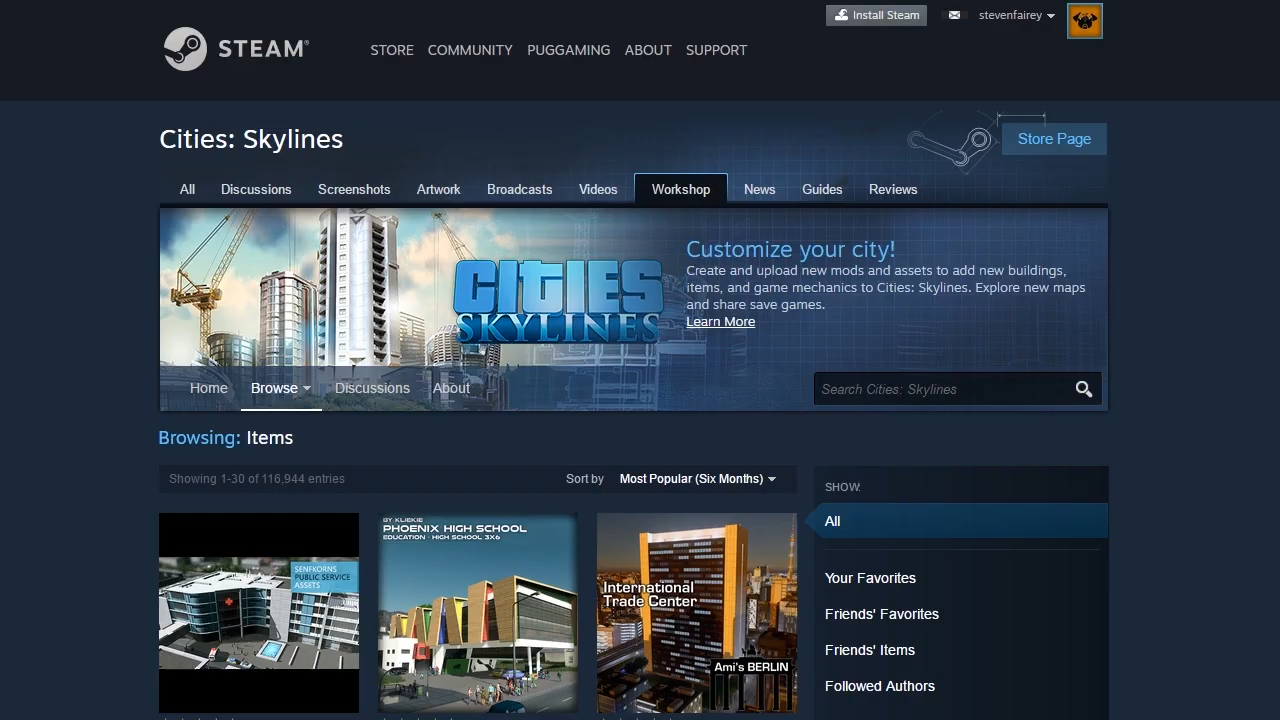 Install Steam
stevenfairey
STEAM®
STORE COMMUNITY PUGGAMING ABOUT SUPPORT
Cities: Skylines
Store Page
All Discussions Screenshots Artwork Broadcasts Videos Workshop News Guides Reviews
CITIES
SKYLINES
Customize your city!
Create and upload new mods and assets to add new buildings,
items, and game mechanics to Cities: Skylines. Explore new maps
and share save games.
Learn More
Home Browse Discussions About
Search Cities: Skylines
Browsing: Items
Showing 1-30 of 116,944 entries
Sort by Most Popular (Six Months)
SHOW:
All
Your Favorites
Friends' Favorites
Friends' Items
Followed Authors
SENFKORNS
PUBLIC SERVICE
ASSETS
BY KLIEKIE
PHOENIX HIGH SCHOOL
EDUCATION - HIGH SCHOOL 3X6
International
Trade Center
Ami's BERLIN